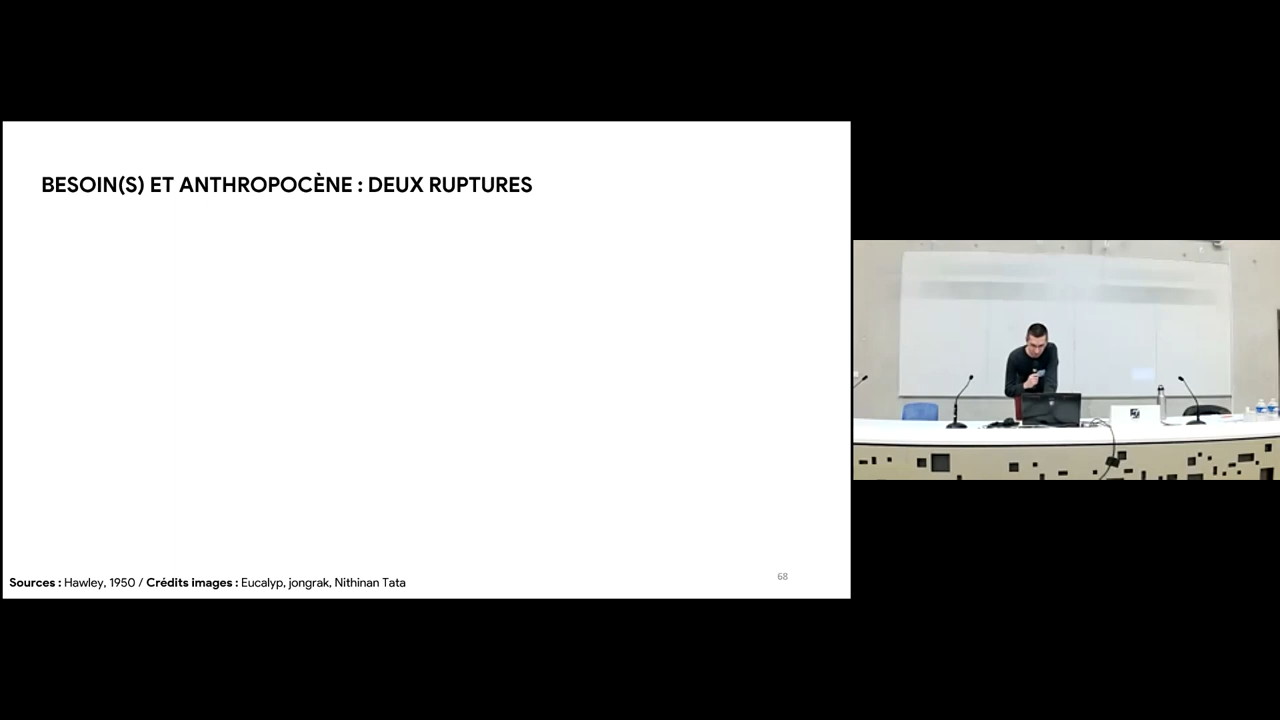 BESOIN(S) ET ANTHROPOCÈNE : DEUX RUPTURES
Sources : Hawley, 1950 / Crédits images : Eucalyp, jongrak, Nithinan Tata
68